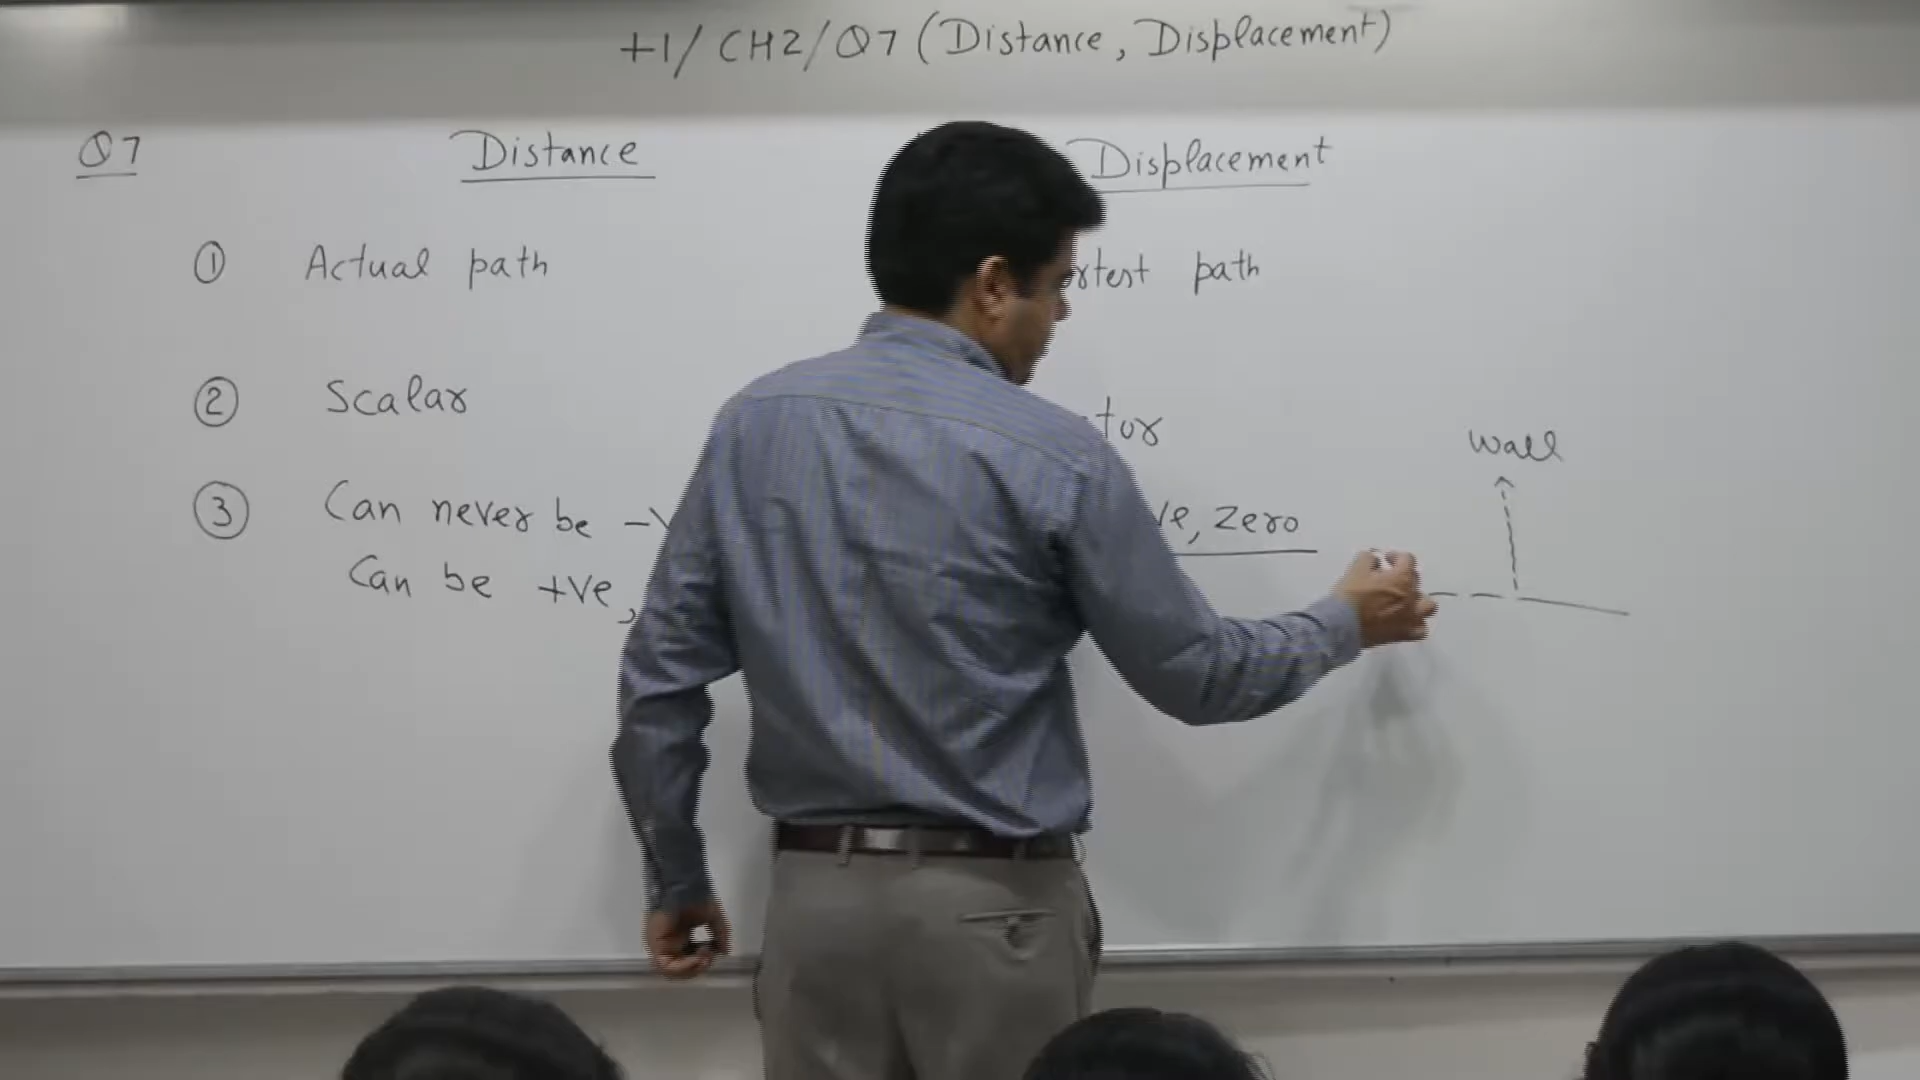 +1/ CH2/Q7 (Distance, Displacement)
Q7 Distance Displacement
① Actual path rtest path
② Scalar tor
③ Can never be -V ve, Zero
Can be +ve,
Wall